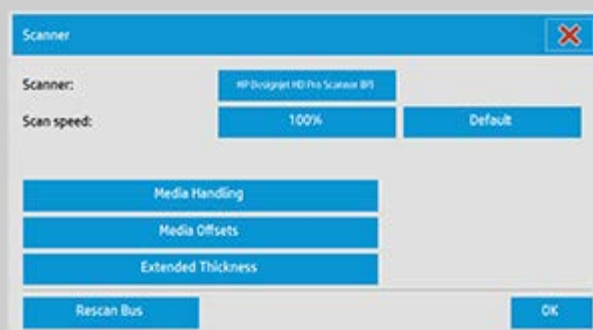 Scanner
Scanner: HP Designjet HD Pro Scanner
Scan speed: 100% Default
Media Handling
Media Offsets
Extended Thickness
Rescan Bus OK